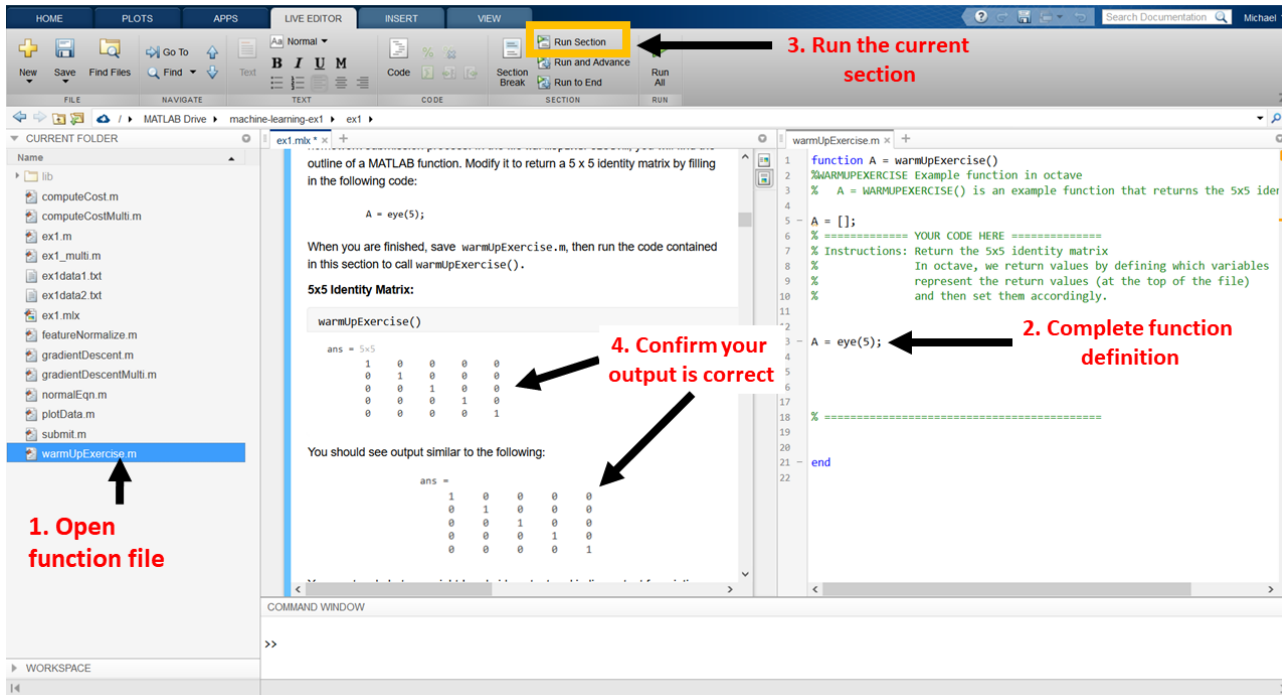 HOME PLOTS APPS LIVE EDITOR INSERT VIEW Search Documentation Michael
New Save Find Files Go To Find Text
Normal
B I U M
Code Section Break
Run Section
Run and Advance
Run to End
Run All
FILE NAVIGATE TEXT CODE SECTION RUN
3. Run the current
section
/ MATLAB Drive machine-learning-ex1 ex1
CURRENT FOLDER
Name
lib
computeCost.m
computeCostMulti.m
ex1.m
ex1_multi.m
ex1data1.txt
ex1data2.txt
ex1.mlx
featureNormalize.m
gradientDescent.m
gradientDescentMulti.m
normalEqn.m
plotData.m
submit.m
warmUpExercise.m
1. Open
function file
WORKSPACE
ex1.mlx * × +
outline of a MATLAB function. Modify it to return a 5 x 5 identity matrix by filling
in the following code:
A = eye(5);
When you are finished, save warmUpExercise.m, then run the code contained
in this section to call warmUpExercise().
5x5 Identity Matrix:
warmUpExercise()
ans = 5×5
1 0 0 0 0
0 1 0 0 0
0 0 1 0 0
0 0 0 1 0
0 0 0 0 1
4. Confirm your
output is correct
You should see output similar to the following:
ans =
1 0 0 0 0
0 1 0 0 0
0 0 1 0 0
0 0 0 1 0
0 0 0 0 1
warmUpExercise.m × +
1 function A = warmUpExercise()
2 %WARMUPEXERCISE Example function in octave
3 % A = WARMUPEXERCISE() is an example function that returns the 5x5 iden
4
5 − A = [];
6 % ============= YOUR CODE HERE ==============
7 % Instructions: Return the 5x5 identity matrix
8 % In octave, we return values by defining which variables
9 % represent the return values (at the top of the file)
10 % and then set them accordingly.
11
2
3 − A = eye(5);
4
5
6
17
18 % ===========================================
19
20
21 − end
22
2. Complete function
definition
COMMAND WINDOW
>>